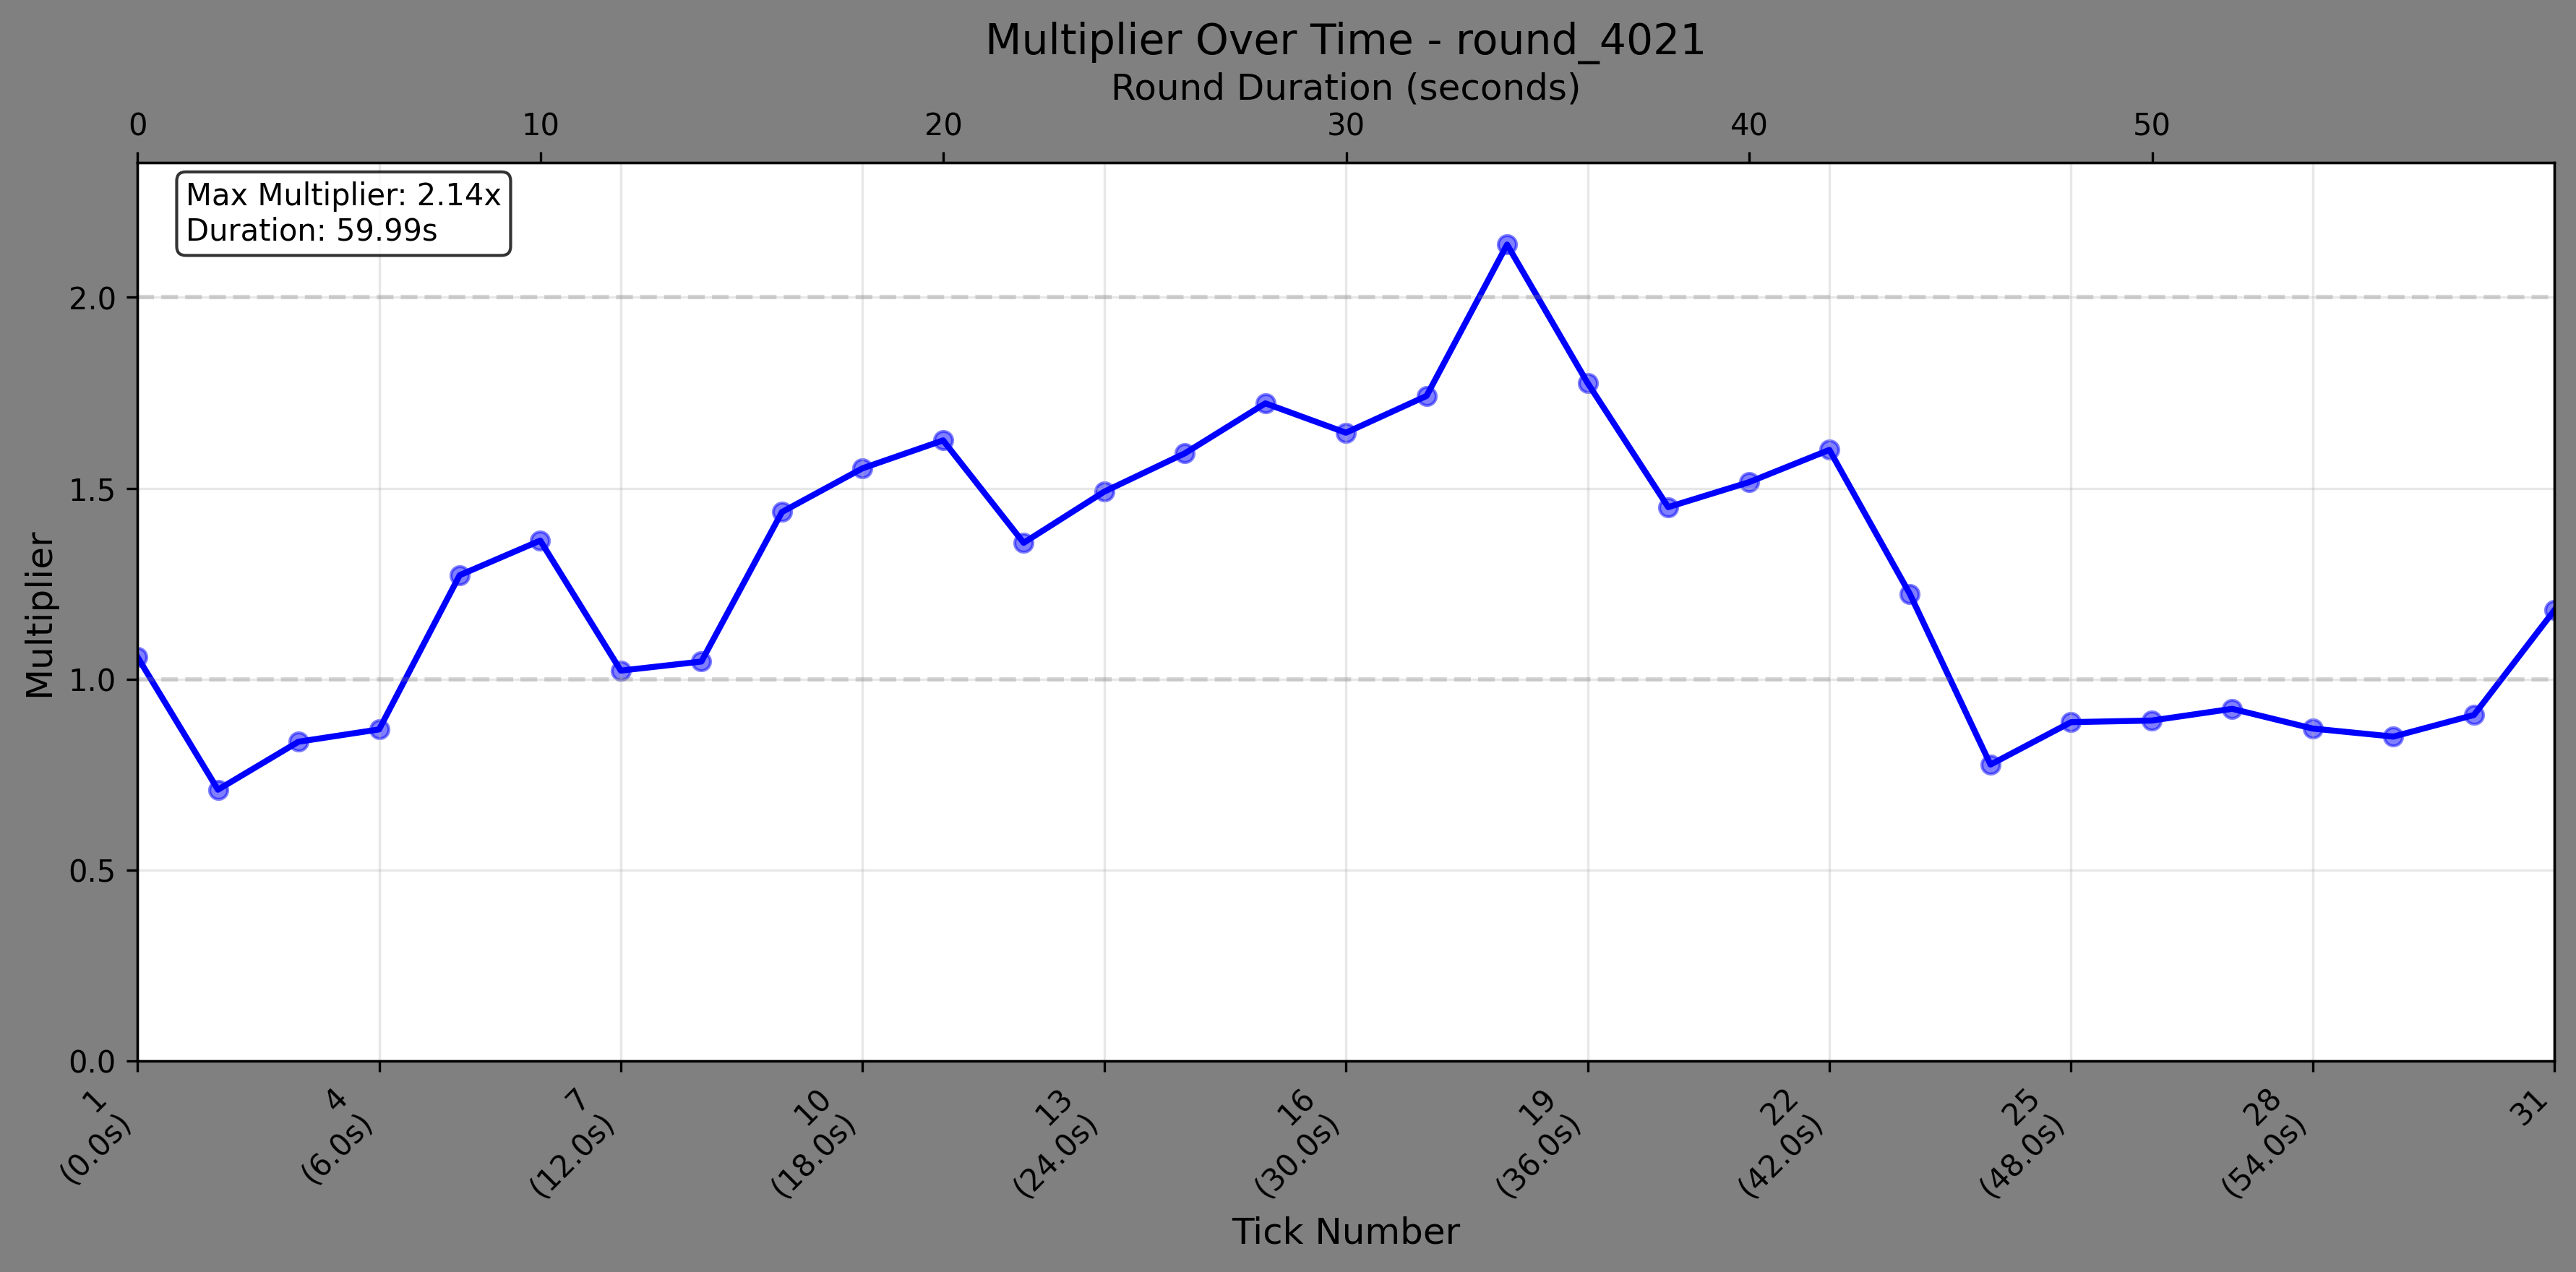 Multiplier Over Time - round_4021
Round Duration (seconds)
0 10 20 30 40 50
Max Multiplier: 2.14x
Duration: 59.99s
2.0
1.5
1.0
0.5
0.0
Multiplier
1
(0.0s)
4
(6.0s)
7
(12.0s)
10
(18.0s)
13
(24.0s)
16
(30.0s)
19
(36.0s)
22
(42.0s)
25
(48.0s)
28
(54.0s)
31
Tick Number